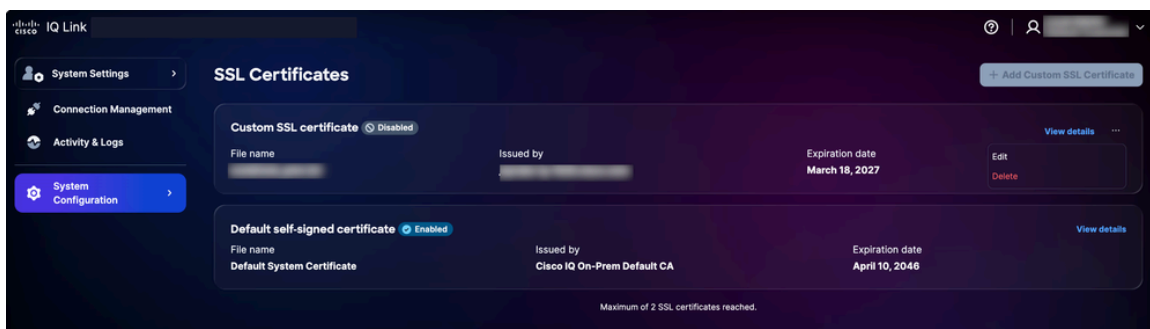 cisco IQ Link
System Settings
Connection Management
Activity & Logs
System
Configuration
SSL Certificates
+ Add Custom SSL Certificate
Custom SSL certificate Disabled
View details ...
File name
Issued by
Expiration date
March 18, 2027
Edit
Delete
Default self-signed certificate Enabled
View details
File name
Issued by
Expiration date
Default System Certificate
Cisco IQ On-Prem Default CA
April 10, 2046
Maximum of 2 SSL certificates reached.